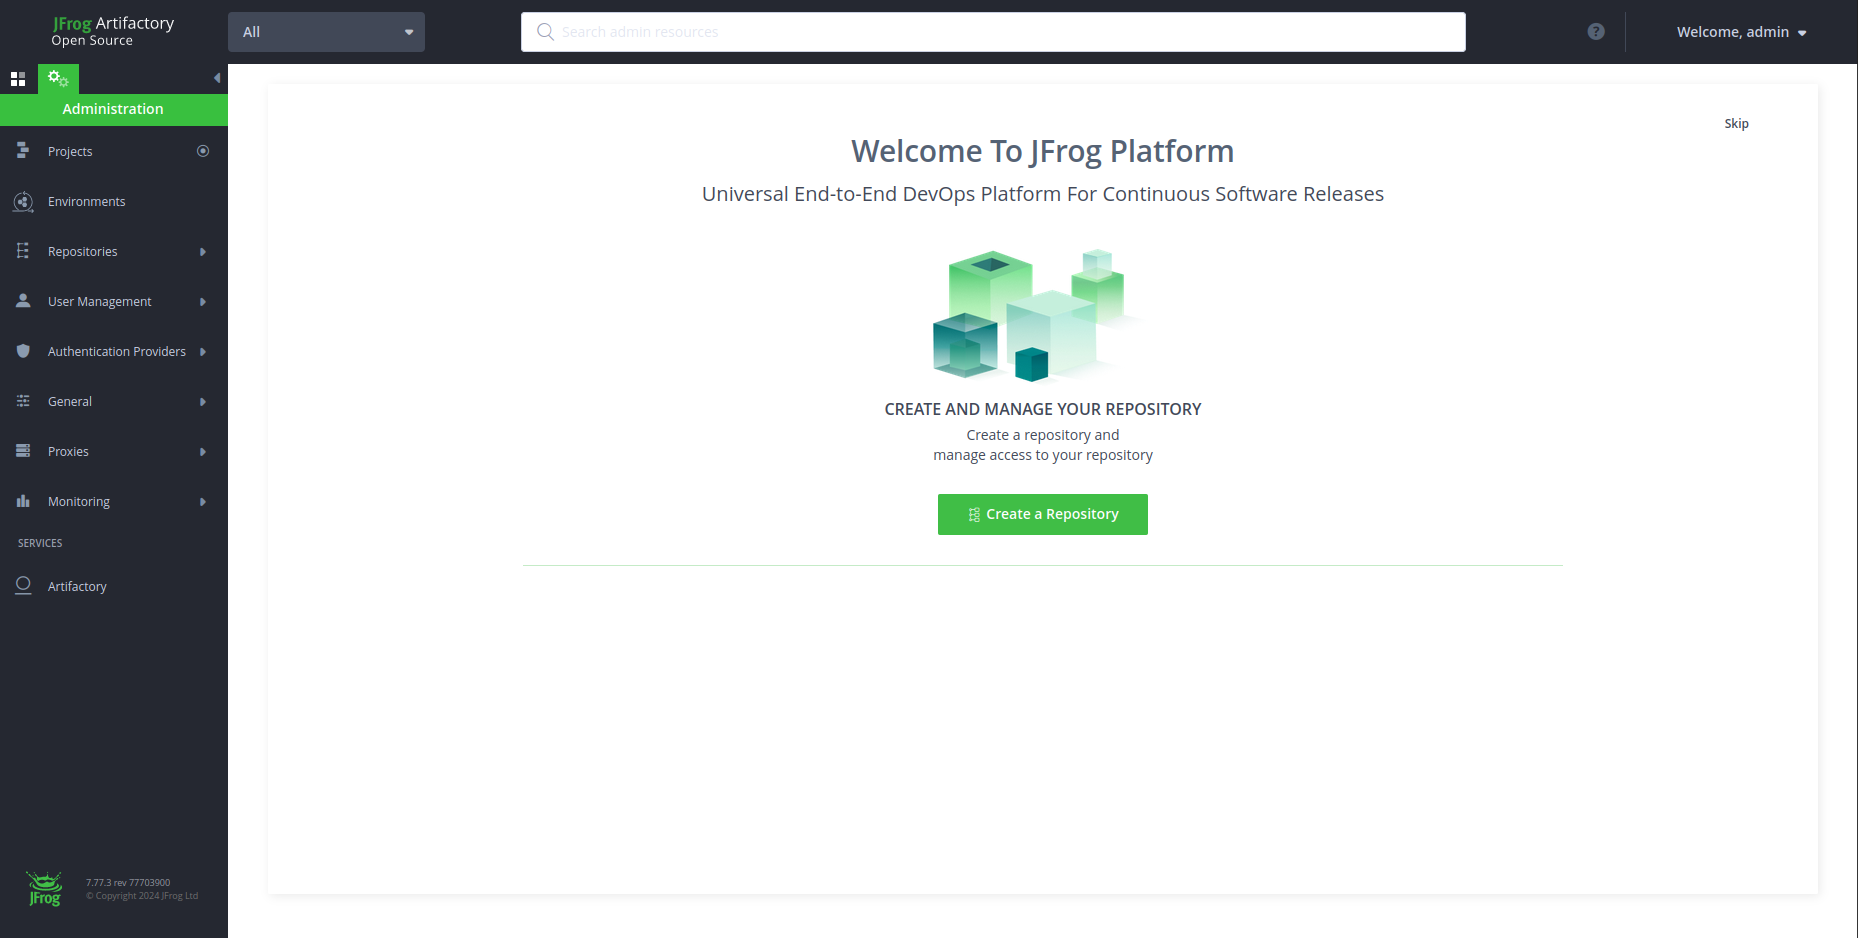 JFrog Artifactory
Open Source
All
Search admin resources
?
Welcome, admin
Administration
Projects
Environments
Repositories
User Management
Authentication Providers
General
Proxies
Monitoring
SERVICES
Artifactory
JFrog
7.77.3 rev 77703900
© Copyright 2024 JFrog Ltd
Skip
Welcome To JFrog Platform
Universal End-to-End DevOps Platform For Continuous Software Releases
CREATE AND MANAGE YOUR REPOSITORY
Create a repository and
manage access to your repository
Create a Repository